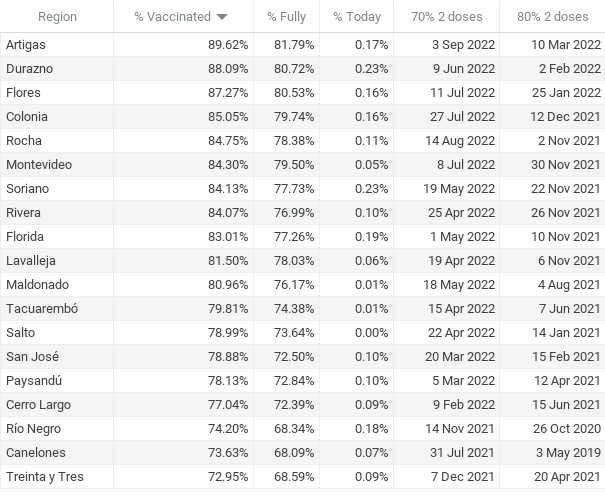 Region % Vaccinated % Fully % Today 70% 2 doses 80% 2 doses
Artigas 89.62% 81.79% 0.17% 3 Sep 2022 10 Mar 2022
Durazno 88.09% 80.72% 0.23% 9 Jun 2022 2 Feb 2022
Flores 87.27% 80.53% 0.16% 11 Jul 2022 25 Jan 2022
Colonia 85.05% 79.74% 0.16% 27 Jul 2022 12 Dec 2021
Rocha 84.75% 78.38% 0.11% 14 Aug 2022 2 Nov 2021
Montevideo 84.30% 79.50% 0.05% 8 Jul 2022 30 Nov 2021
Soriano 84.13% 77.73% 0.23% 19 May 2022 22 Nov 2021
Rivera 84.07% 76.99% 0.10% 25 Apr 2022 26 Nov 2021
Florida 83.01% 77.26% 0.19% 1 May 2022 10 Nov 2021
Lavalleja 81.50% 78.03% 0.06% 19 Apr 2022 6 Nov 2021
Maldonado 80.96% 76.17% 0.01% 18 May 2022 4 Aug 2021
Tacuarembó 79.81% 74.38% 0.01% 15 Apr 2022 7 Jun 2021
Salto 78.99% 73.64% 0.00% 22 Apr 2022 14 Jan 2021
San José 78.88% 72.50% 0.10% 20 Mar 2022 15 Feb 2021
Paysandú 78.13% 72.84% 0.10% 5 Mar 2022 12 Apr 2021
Cerro Largo 77.04% 72.39% 0.09% 9 Feb 2022 15 Jun 2021
Río Negro 74.20% 68.34% 0.18% 14 Nov 2021 26 Oct 2020
Canelones 73.63% 68.09% 0.07% 31 Jul 2021 3 May 2019
Treinta y Tres 72.95% 68.59% 0.09% 7 Dec 2021 20 Apr 2021